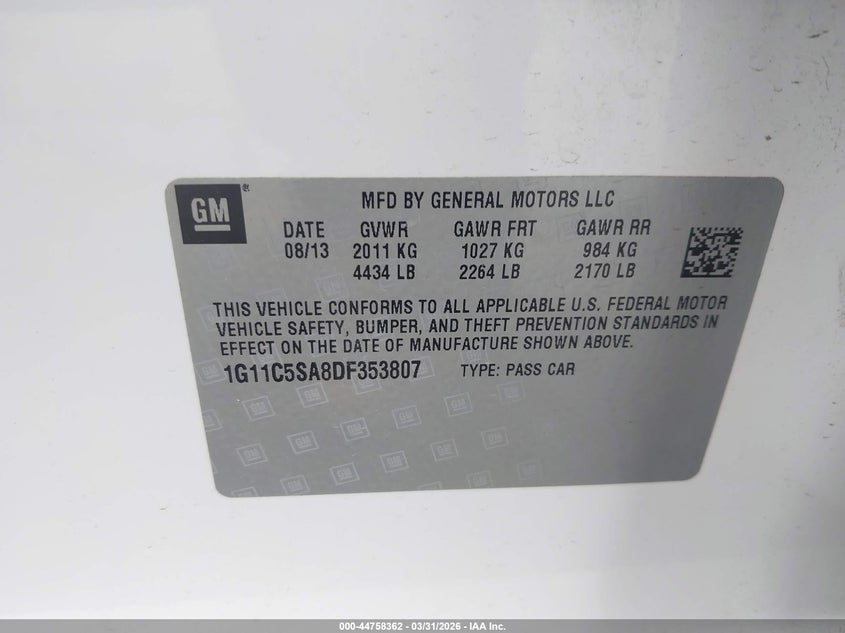 GM®
MFD BY GENERAL MOTORS LLC
DATE GVWR GAWR FRT GAWR RR
08/13 2011 KG 1027 KG 984 KG
4434 LB 2264 LB 2170 LB
THIS VEHICLE CONFORMS TO ALL APPLICABLE U.S. FEDERAL MOTOR
VEHICLE SAFETY, BUMPER, AND THEFT PREVENTION STANDARDS IN
EFFECT ON THE DATE OF MANUFACTURE SHOWN ABOVE.
1G11C5SA8DF353807 TYPE: PASS CAR
000-44758362 - 03/31/2026 - IAA Inc.